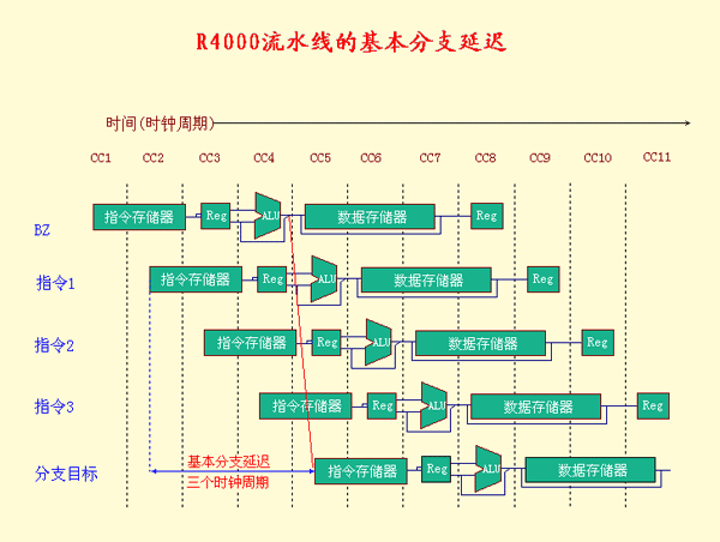 R4000流水线的基本分支延迟
时间(时钟周期)
CC1 CC2 CC3 CC4 CC5 CC6 CC7 CC8 CC9 CC10 CC11
BZ 指令存储器 Reg ALU 数据存储器 Reg
指令1 指令存储器 Reg ALU 数据存储器 Reg
指令2 指令存储器 Reg ALU 数据存储器 Reg
指令3 指令存储器 Reg ALU 数据存储器 Reg
基本分支延迟
分支目标 指令存储器 Reg ALU 数据存储器
三个时钟周期